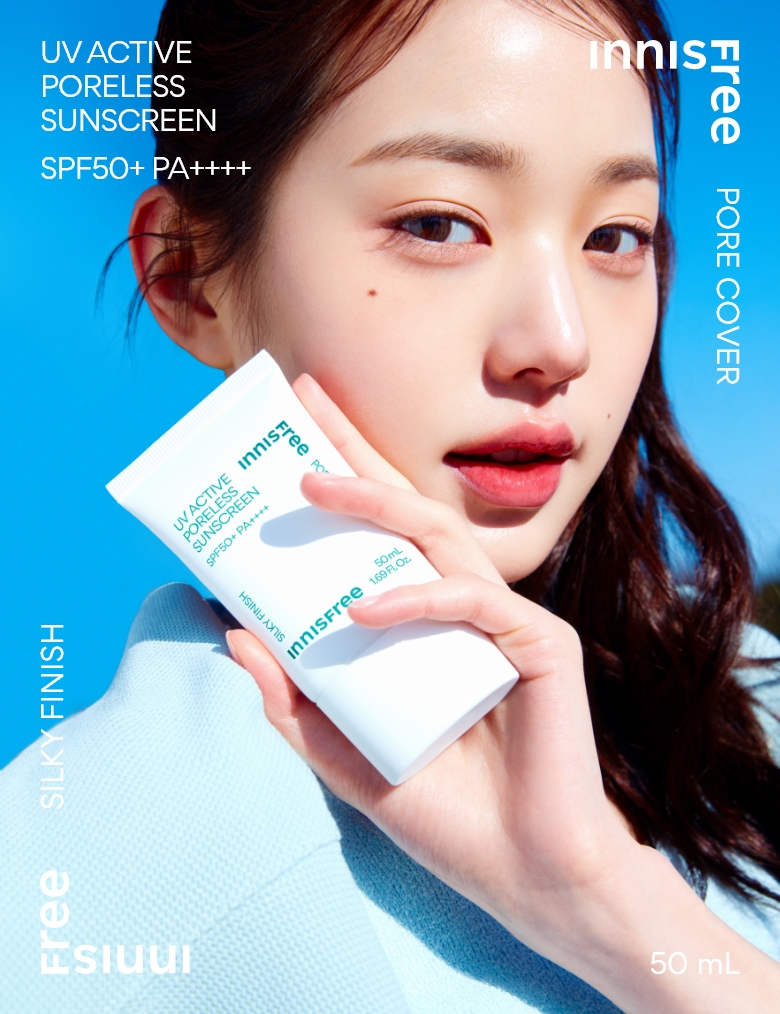 UV ACTIVE
PORELESS
SUNSCREEN
SPF50+ PA++++
INNISFree
PORE COVER
INNISFree
UV ACTIVE
PORELESS
SUNSCREEN
SPF50+ PA++++
50 mL
1.69 Fl. Oz
SILKY FINISH
INNISFree
SILKY FINISH
INNISFree
50 mL